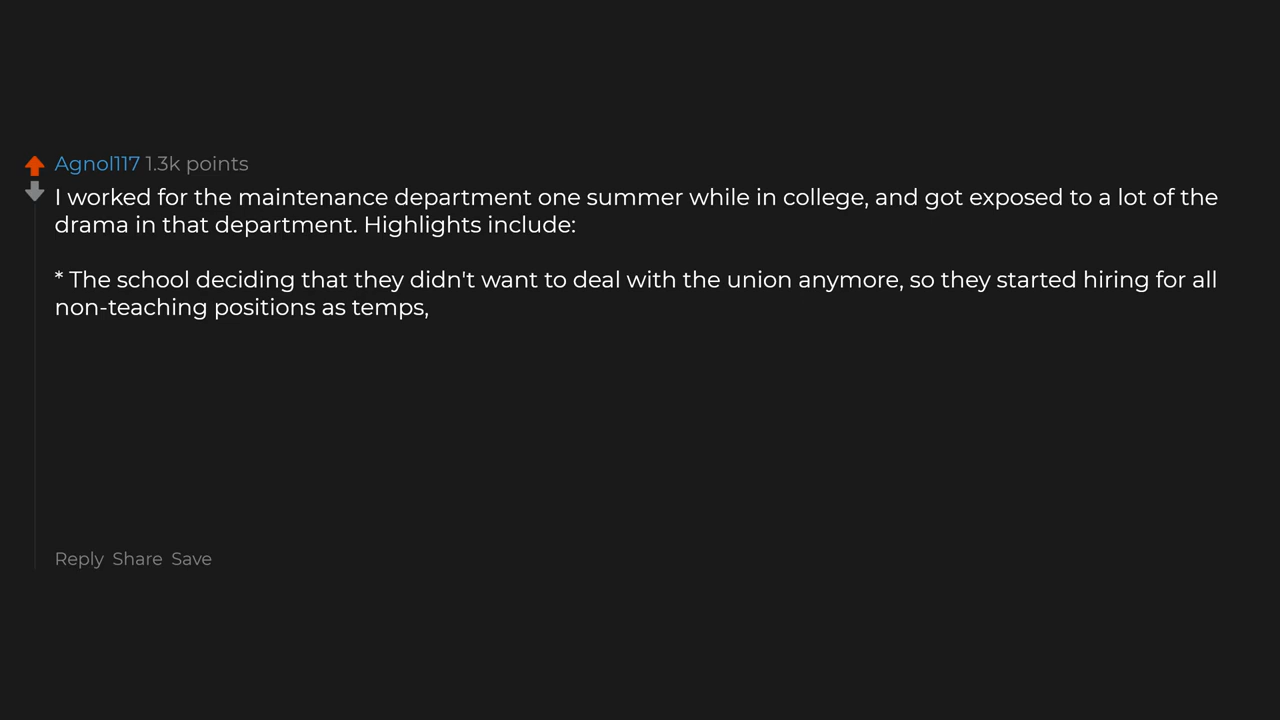 Agnol117 1.3k points
I worked for the maintenance department one summer while in college, and got exposed to a lot of the
drama in that department. Highlights include:
* The school deciding that they didn't want to deal with the union anymore, so they started hiring for all
non-teaching positions as temps,
Reply Share Save